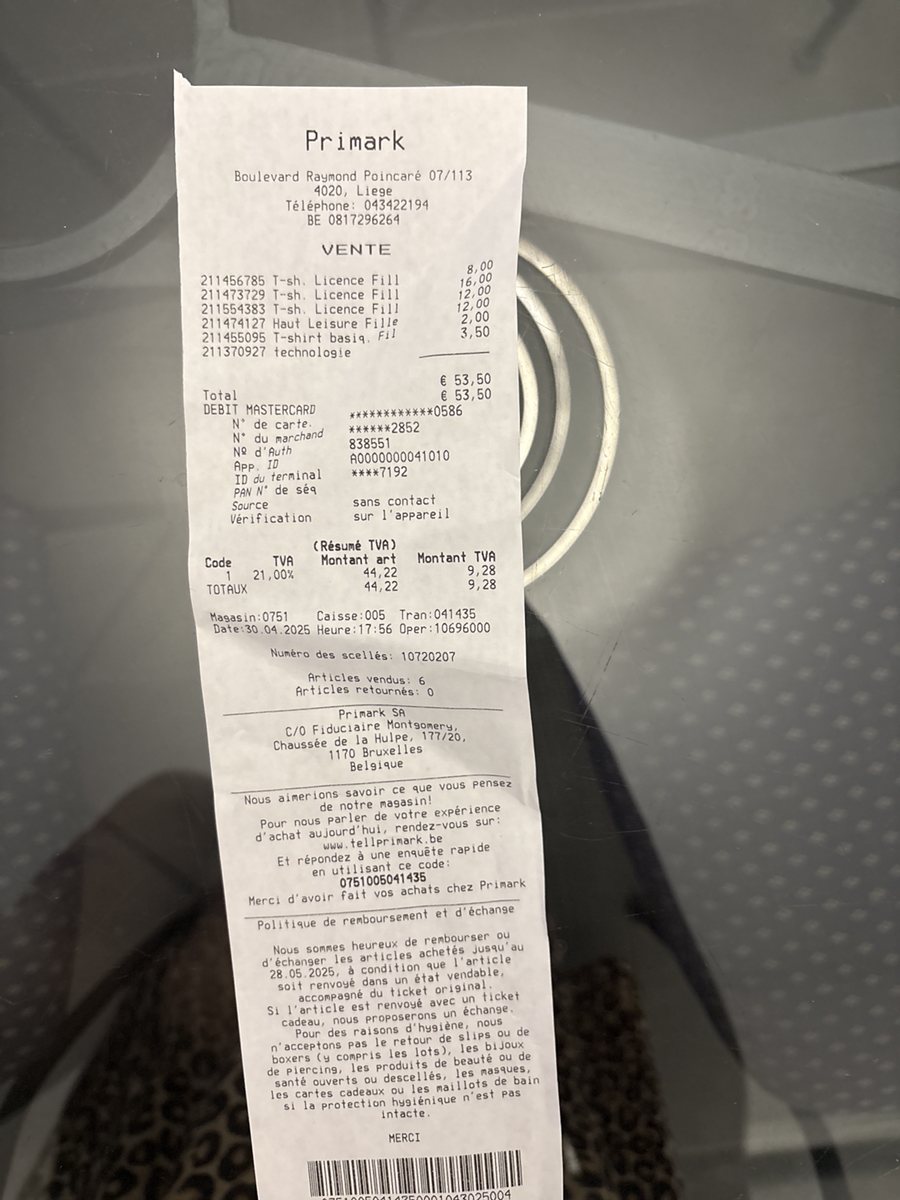 Primark
Boulevard Raymond Poincaré 07/113
4020, Liege
Téléphone: 043422194
BE 0817296264
VENTE
211456785 T-sh. Licence Fill 8,00
211473729 T-sh. Licence Fill 16,00
211554383 T-sh. Licence Fill 12,00
211474127 Haut Leisure Fille 12,00
211455095 T-shirt basiq. Fil 2,00
211370927 technologie 3,50
Total € 53,50
DEBIT MASTERCARD € 53,50
N° de carte. ************0586
N° du marchand ******2852
Nº d'Auth 838551
App. ID A0000000041010
ID du terminal ****7192
PAN N° de séq
Source sans contact
Vérification sur l'appareil
(Résumé TVA)
Code TVA Montant art Montant TVA
1 21,00% 44,22 9,28
TOTAUX 44,22 9,28
Magasin:0751 Caisse:005 Tran:041435
Date:30.04.2025 Heure:17:56 Oper:10696000
Numéro des scellés: 10720207
Articles vendus: 6
Articles retournés: 0
Primark SA
C/O Fiduciaire Montgomery,
Chaussée de la Hulpe, 177/20,
1170 Bruxelles
Belgique
Nous aimerions savoir ce que vous pensez
de notre magasin!
Pour nous parler de votre expérience
d'achat aujourd'hui, rendez-vous sur:
www.tellprimark.be
Et répondez à une enquête rapide
en utilisant ce code:
0751005041435
Merci d'avoir fait vos achats chez Primark
Politique de remboursement et d'échange
Nous sommes heureux de rembourser ou
d'échanger les articles achetés jusqu'au
28.05.2025, à condition que l'article
soit renvoyé dans un état vendable,
accompagné du ticket original.
Si l'article est renvoyé avec un ticket
cadeau, nous proposerons un échange.
Pour des raisons d'hygiène, nous
n'acceptons pas le retour de slips ou de
boxers (y compris les lots), les bijoux
de piercing, les produits de beauté ou de
santé ouverts ou descellés, les masques,
les cartes cadeaux ou les maillots de bain
si la protection hygiénique n'est pas
intacte.
MERCI